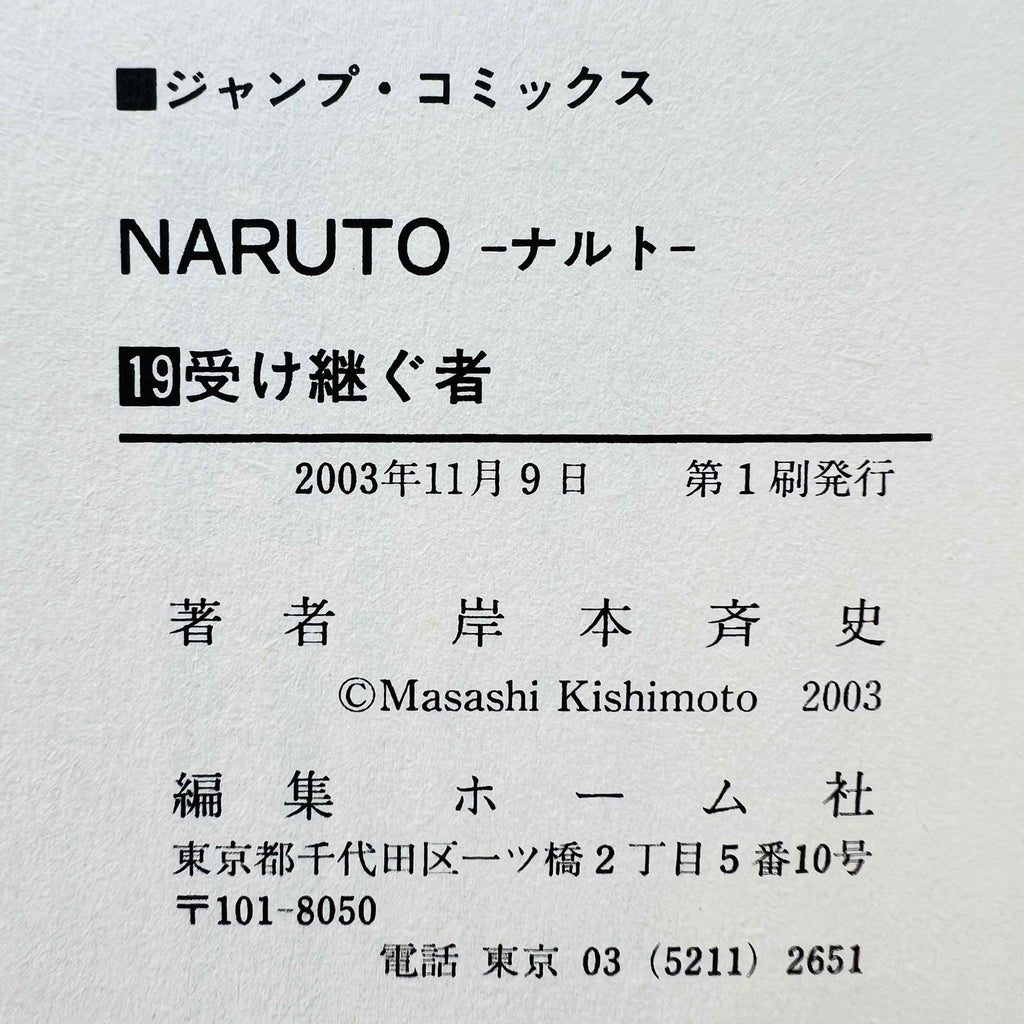 ■ジャンプ・コミックス
NARUTO -ナルト-
19受け継ぐ者
2003年11月9日　第1刷発行
著者　岸本斉史
©Masashi Kishimoto 2003
編集　ホーム社
東京都千代田区一ツ橋2丁目5番10号
〒101-8050
電話 東京 03 (5211) 2651